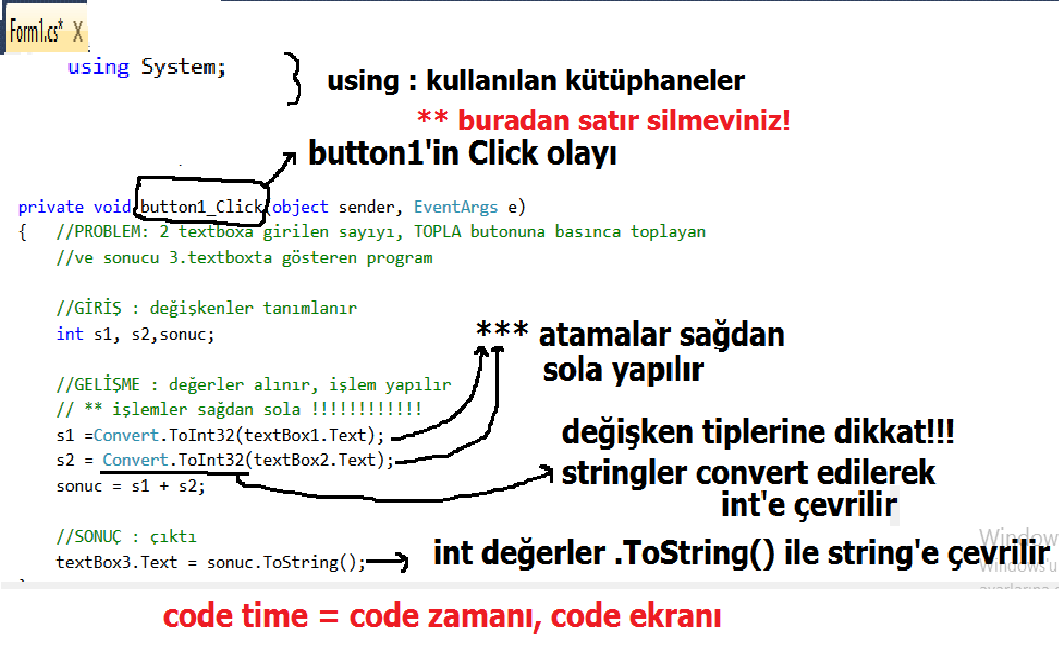 Form1.cs* X
using System;
using : kullanılan kütüphaneler
** buradan satır silmeviniz!
button1'in Click olayı
private void button1_Click(object sender, EventArgs e)
{ //PROBLEM: 2 textboxa girilen sayıyı, TOPLA butonuna basınca toplayan
//ve sonucu 3.textboxta gösteren program
//GİRİŞ : değişkenler tanımlanır
int s1, s2,sonuc;
*** atamalar sağdan
sola yapılır
//GELİŞME : değerler alınır, işlem yapılır
// ** işlemler sağdan sola !!!!!!!!!!!!!
s1 =Convert.ToInt32(textBox1.Text);
s2 = Convert.ToInt32(textBox2.Text);
sonuc = s1 + s2;
değişken tiplerine dikkat!!!
stringler convert edilerek
int'e çevrilir
//SONUÇ : çıktı
textBox3.Text = sonuc.ToString();
int değerler .ToString() ile string'e çevrilir
Window
Windows'u
code time = code zamanı, code ekranı